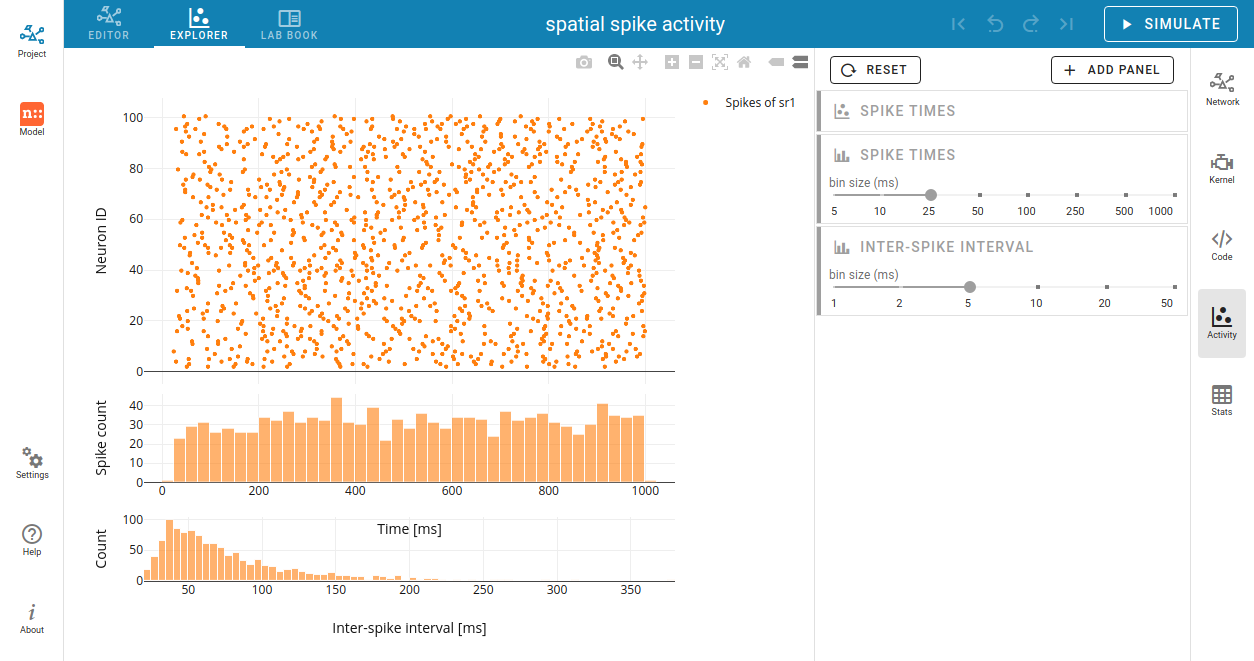 EDITOR
EXPLORER
LAB BOOK
spatial spike activity
SIMULATE
Project
n::
Model
Settings
Help
i
About
Spikes of sr1
Neuron ID
100
80
60
40
20
0
Spike count
40
30
20
10
0
0 200 400 600 800 1000
Time [ms]
Count
100
50
0
50 100 150 200 250 300 350
Inter-spike interval [ms]
RESET
ADD PANEL
SPIKE TIMES
SPIKE TIMES
bin size (ms)
5 10 25 50 100 250 500 1000
INTER-SPIKE INTERVAL
bin size (ms)
1 2 5 10 20 50
Network
Kernel
Code
Activity
Stats